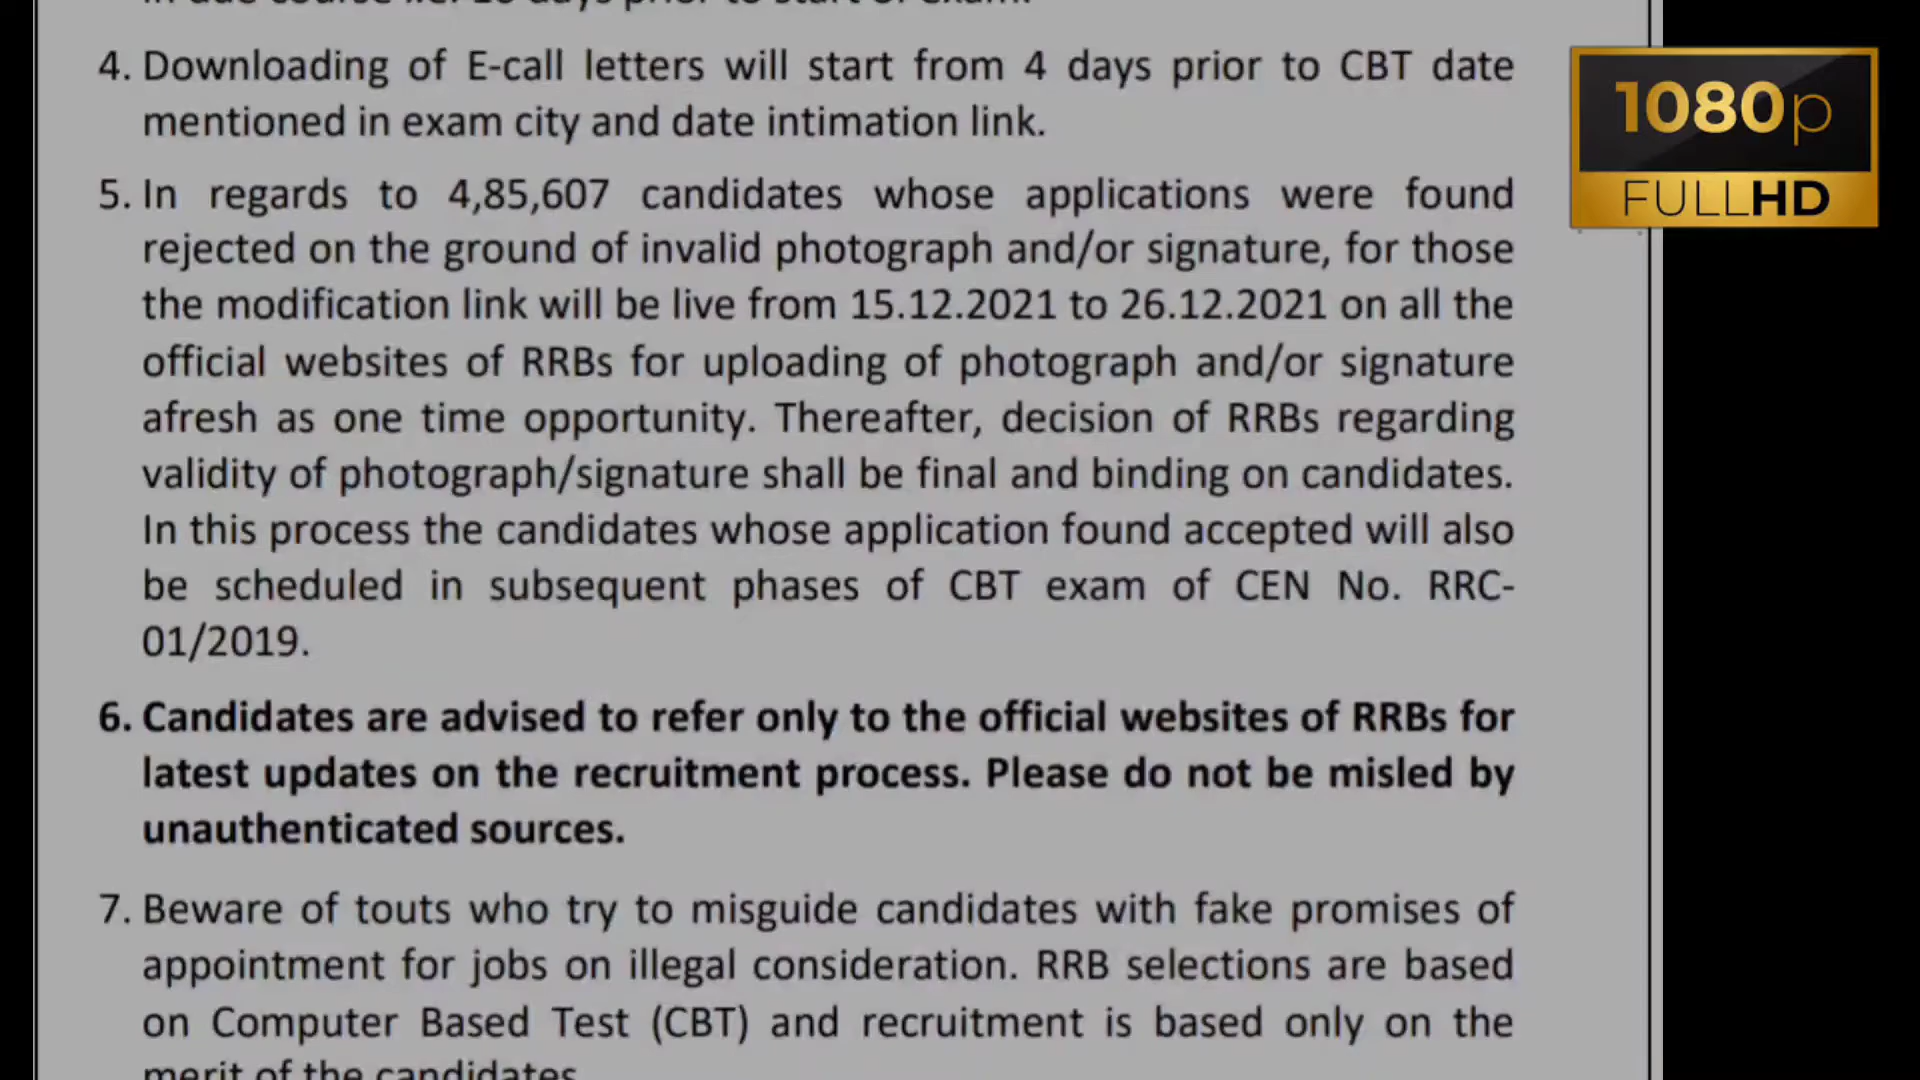 4. Downloading of E-call letters will start from 4 days prior to CBT date
mentioned in exam city and date intimation link.
5. In regards to 4,85,607 candidates whose applications were found
rejected on the ground of invalid photograph and/or signature, for those
the modification link will be live from 15.12.2021 to 26.12.2021 on all the
official websites of RRBs for uploading of photograph and/or signature
afresh as one time opportunity. Thereafter, decision of RRBs regarding
validity of photograph/signature shall be final and binding on candidates.
In this process the candidates whose application found accepted will also
be scheduled in subsequent phases of CBT exam of CEN No. RRC-
01/2019.
6. Candidates are advised to refer only to the official websites of RRBs for
latest updates on the recruitment process. Please do not be misled by
unauthenticated sources.
7. Beware of touts who try to misguide candidates with fake promises of
appointment for jobs on illegal consideration. RRB selections are based
on Computer Based Test (CBT) and recruitment is based only on the
merit of the candidates
1080p
FULLHD